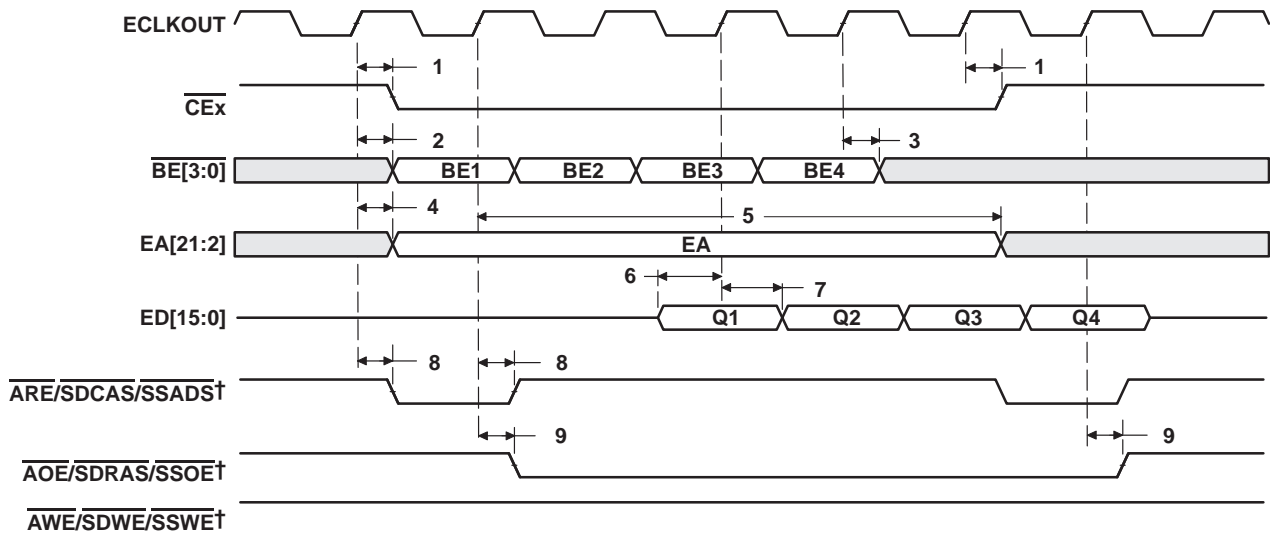 ECLKOUT
1 1
CEx
2 3
BE[3:0] BE1 BE2 BE3 BE4
4 5
EA[21:2] EA
6 7
ED[15:0] Q1 Q2 Q3 Q4
8 8
ARE/SDCAS/SSADS†
9 9
AOE/SDRAS/SSOE†
AWE/SDWE/SSWE†